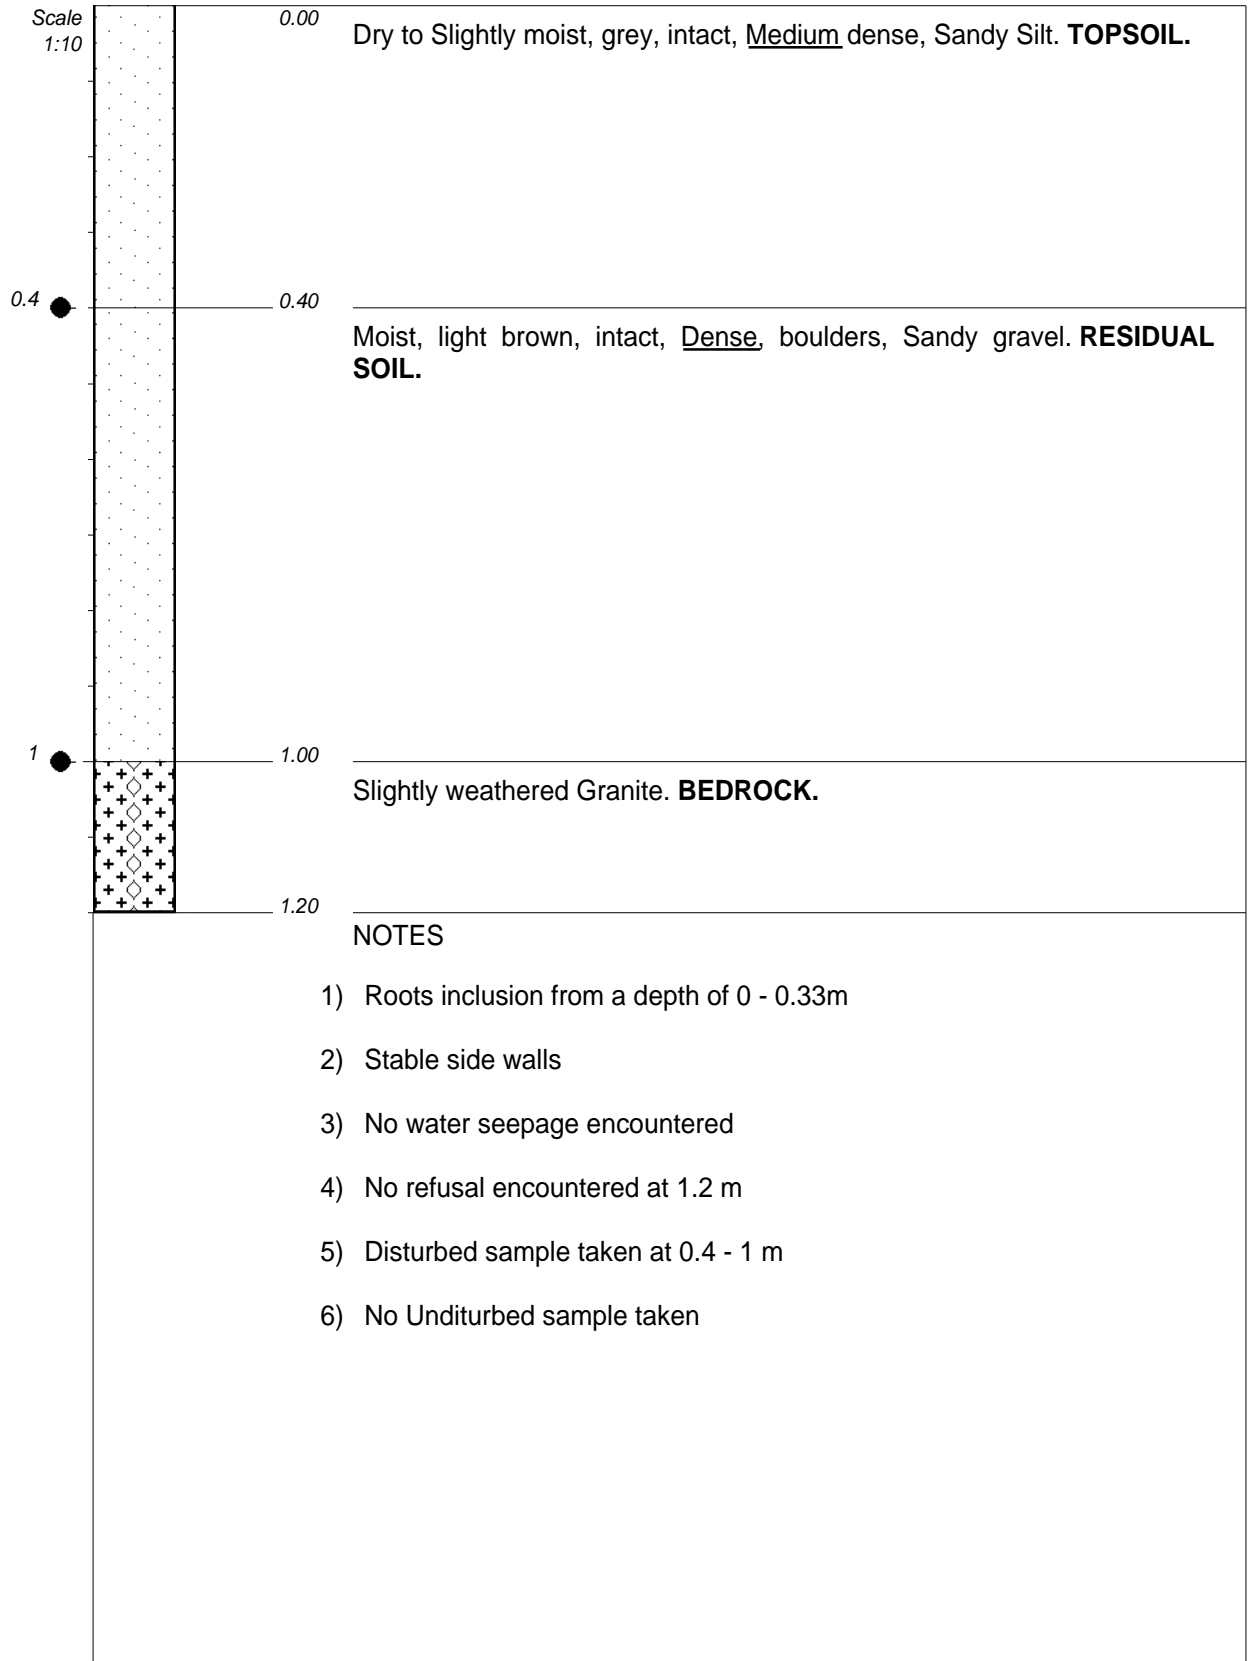 Scale
1:10
0.00
Dry to Slightly moist, grey, intact, Medium dense, Sandy Silt. TOPSOIL.
0.4
0.40
Moist, light brown, intact, Dense, boulders, Sandy gravel. RESIDUAL
SOIL.
1
1.00
Slightly weathered Granite. BEDROCK.
1.20
NOTES
1) Roots inclusion from a depth of 0 - 0.33m
2) Stable side walls
3) No water seepage encountered
4) No refusal encountered at 1.2 m
5) Disturbed sample taken at 0.4 - 1 m
6) No Unditurbed sample taken